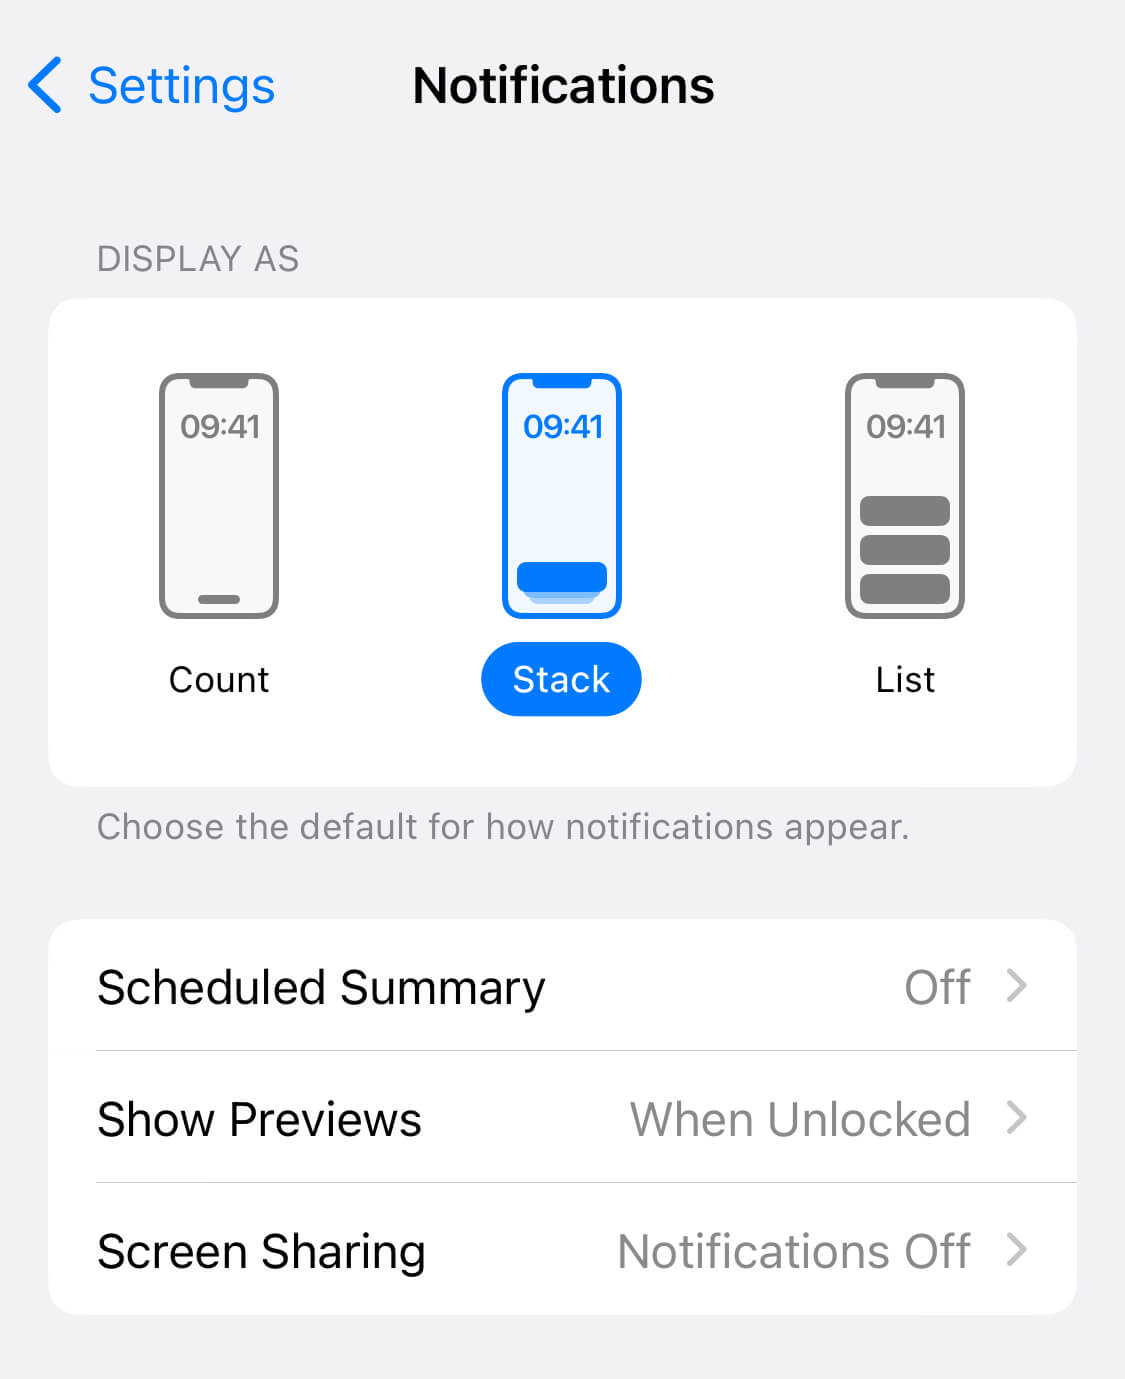 Settings Notifications
DISPLAY AS
09:41 09:41 09:41
Count Stack List
Choose the default for how notifications appear.
Scheduled Summary Off
Show Previews When Unlocked
Screen Sharing Notifications Off